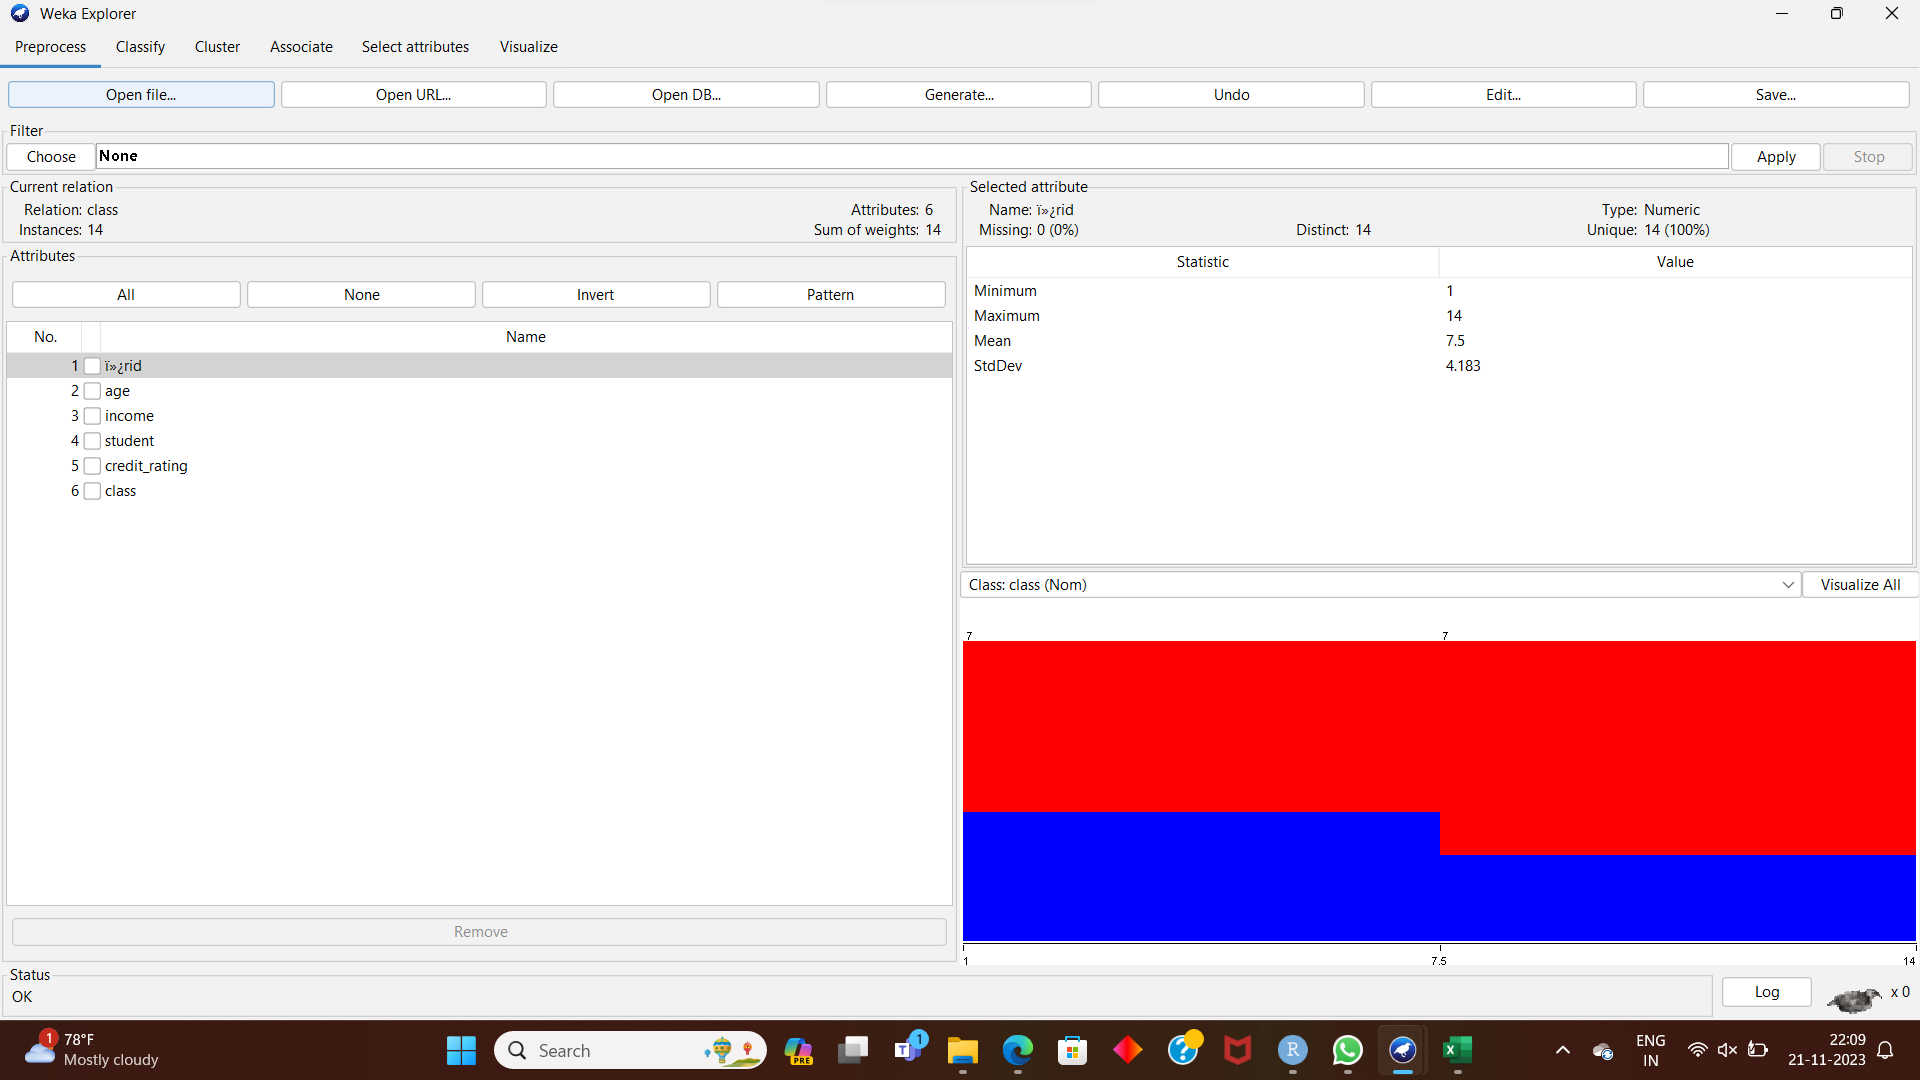 Weka Explorer
Preprocess Classify Cluster Associate Select attributes Visualize
Open file... Open URL... Open DB... Generate... Undo Edit... Save...
Filter
Choose None Apply Stop
Current relation
Relation: class Attributes: 6
Instances: 14 Sum of weights: 14
Attributes
All None Invert Pattern
No. Name
1 ï»¿rid
2 age
3 income
4 student
5 credit_rating
6 class
Remove
Selected attribute
Name: ï»¿rid Type: Numeric
Missing: 0 (0%) Distinct: 14 Unique: 14 (100%)
Statistic Value
Minimum 1
Maximum 14
Mean 7.5
StdDev 4.183
Class: class (Nom) Visualize All
7 7
1 7.5 14
Status
OK
Log x 0
1 78°F
Mostly cloudy
Search
PRE
T 1
?
R
X
ENG
IN
22:09
21-11-2023